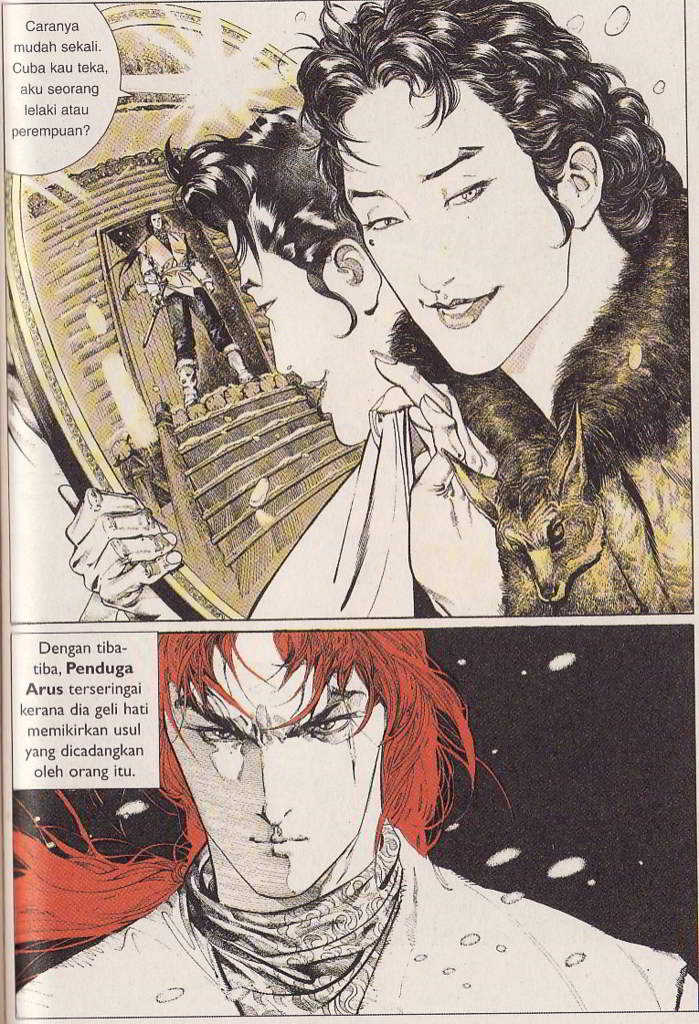 Caranya
mudah sekali.
Cuba kau teka,
aku seorang
lelaki atau
perempuan?
Dengan tiba-
tiba, Penduga
Arus terseringai
kerana dia geli hati
memikirkan usul
yang dicadangkan
oleh orang itu.